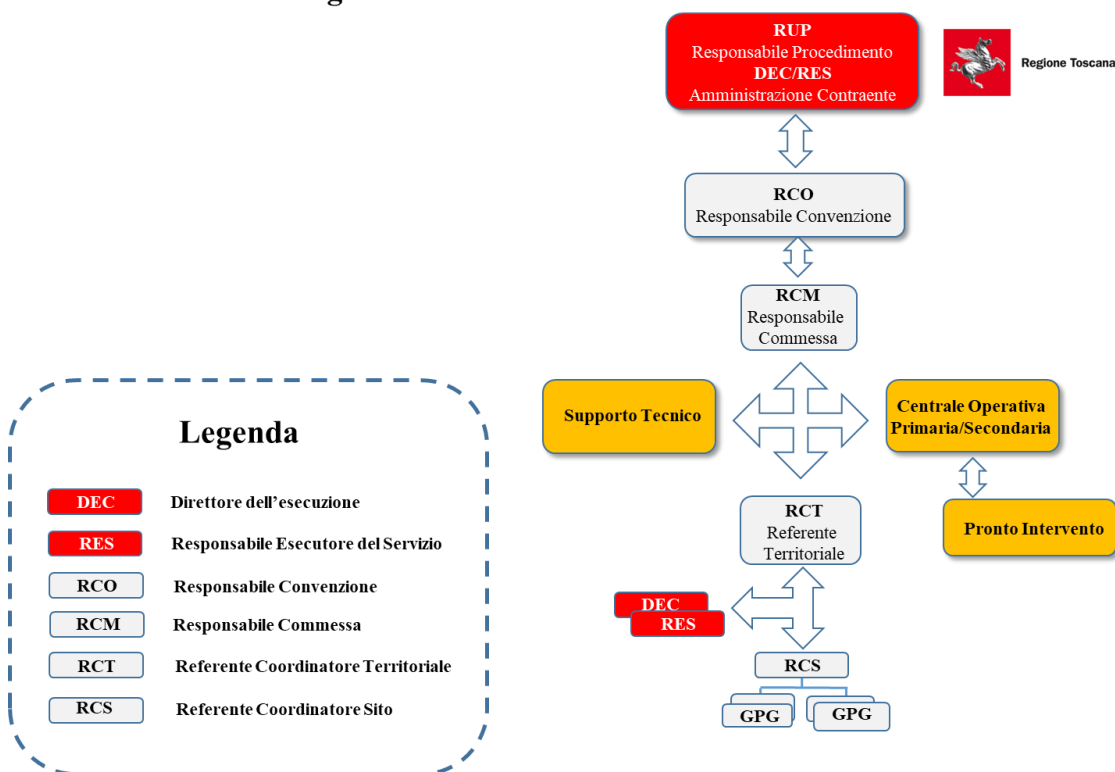 RUP
Responsabile Procedimento
DEC/RES
Amministrazione Contraente
Regione Toscana
RCO
Responsabile Convenzione
RCM
Responsabile
Commessa
Supporto Tecnico
Centrale Operativa
Primaria/Secondaria
Pronto Intervento
RCT
Referente
Territoriale
DEC
RES
RCS
GPG
GPG
Legenda
DEC Direttore dell'esecuzione
RES Responsabile Esecutore del Servizio
RCO Responsabile Convenzione
RCM Responsabile Commessa
RCT Referente Coordinatore Territoriale
RCS Referente Coordinatore Sito